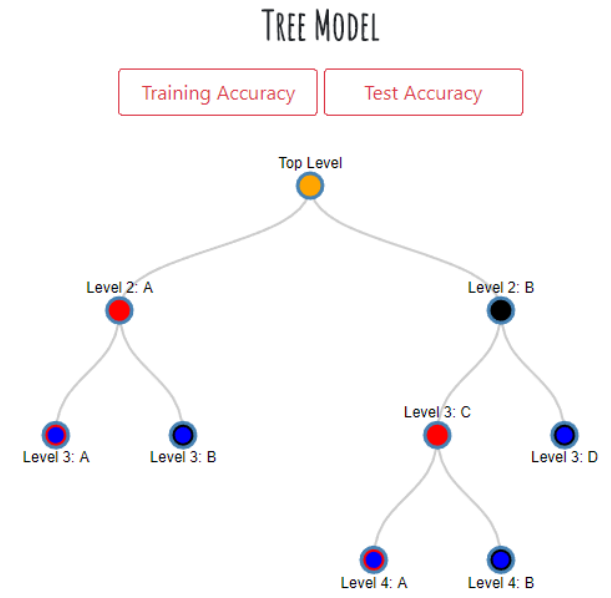 Tree Model
Training Accuracy
Test Accuracy
Top Level
Level 2: A
Level 2: B
Level 3: C
Level 3: A
Level 3: B
Level 3: D
Level 4: A
Level 4: B